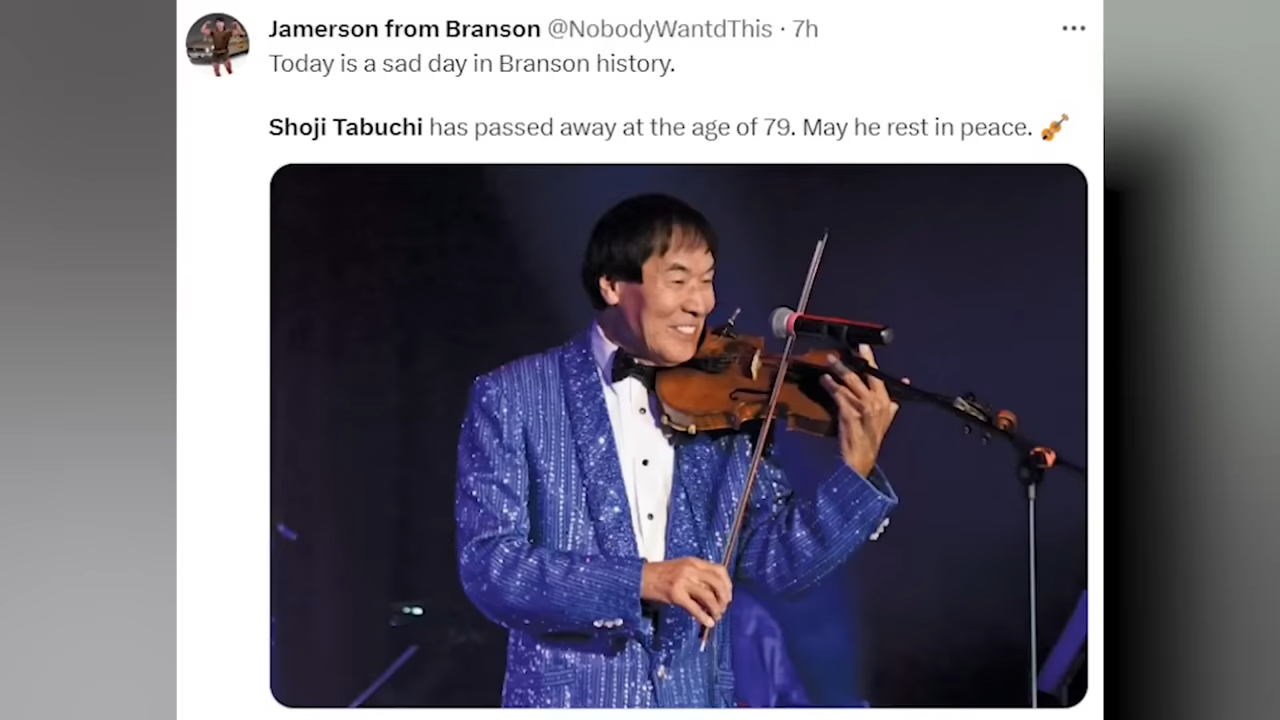 Jamerson from Branson @NobodyWantdThis · 7h
Today is a sad day in Branson history.
Shoji Tabuchi has passed away at the age of 79. May he rest in peace. 🎻